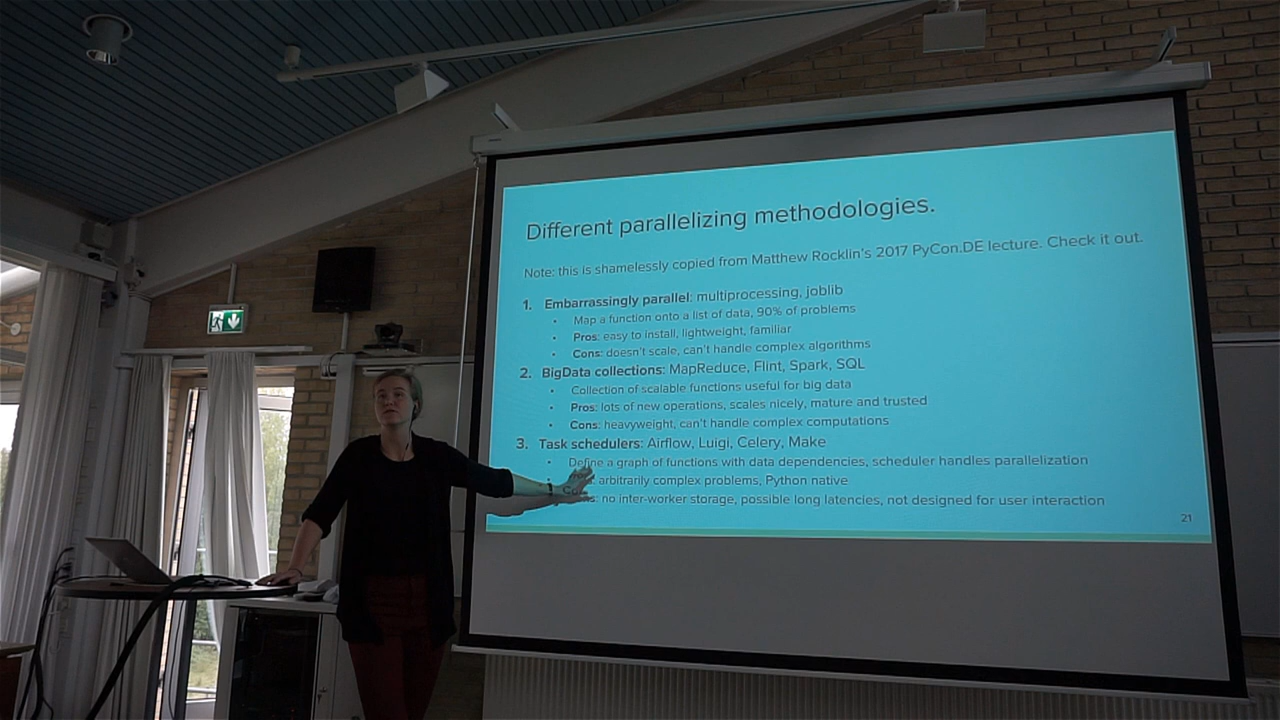 Different parallelizing methodologies.
Note: this is shamelessly copied from Matthew Rocklin's 2017 PyCon.DE lecture. Check it out.
1. Embarrassingly parallel: multiprocessing, joblib
• Map a function onto a list of data, 90% of problems
• Pros: easy to install, lightweight, familiar
• Cons: doesn't scale, can't handle complex algorithms
2. BigData collections: MapReduce, Flint, Spark, SQL
• Collection of scalable functions useful for big data
• Pros: lots of new operations, scales nicely, mature and trusted
• Cons: heavyweight, can't handle complex computations
3. Task schedulers: Airflow, Luigi, Celery, Make
• Define a graph of functions with data dependencies, scheduler handles parallelization
• arbitrarily complex problems, Python native
no inter-worker storage, possible long latencies, not designed for user interaction
21